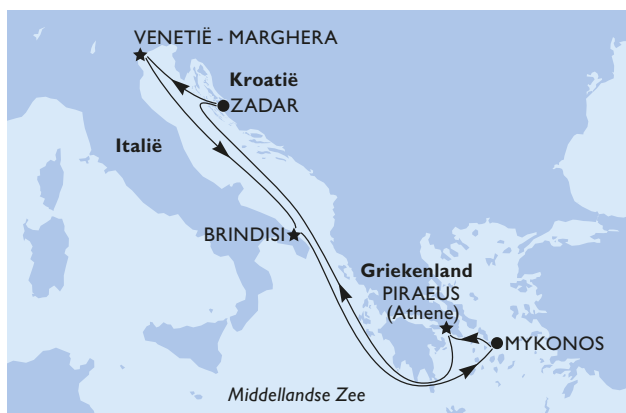 VENETIË - MARGHERA
Kroatië
ZADAR
Italië
BRINDISI
Griekenland
PIRAEUS
(Athene)
MYKONOS
Middellandse Zee